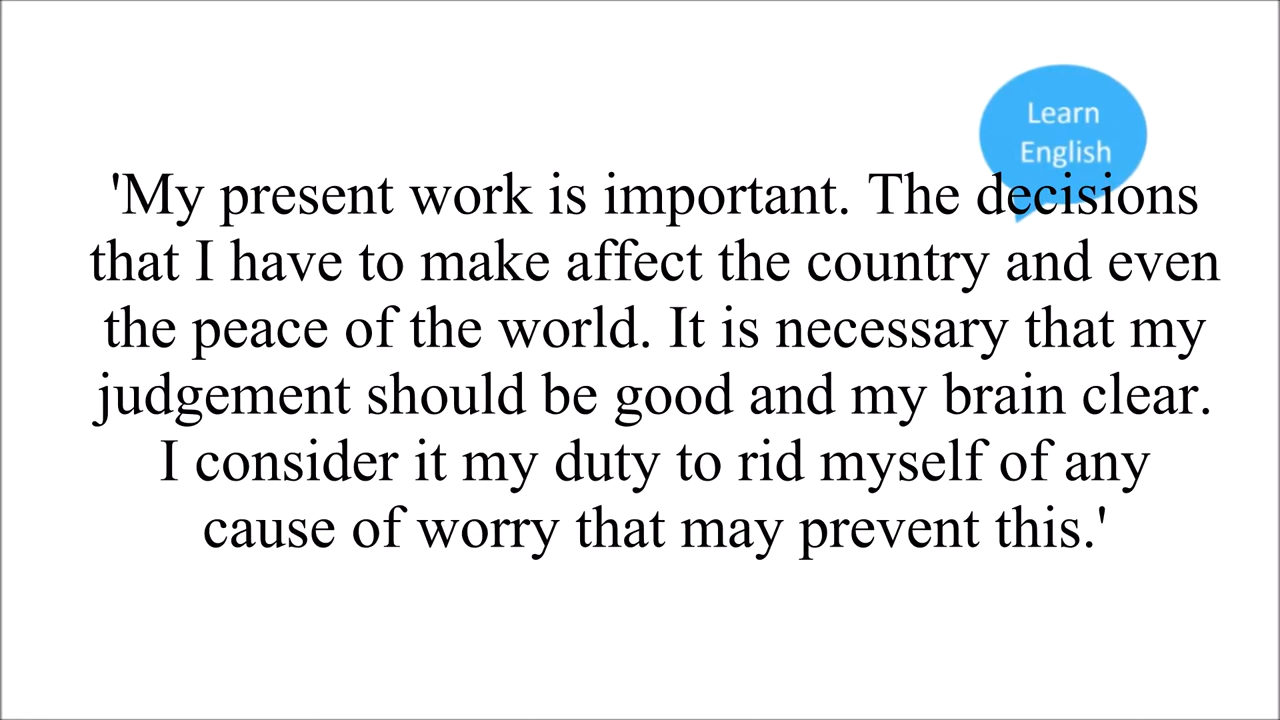 Learn
English
'My present work is important. The decisions
that I have to make affect the country and even
the peace of the world. It is necessary that my
judgement should be good and my brain clear.
I consider it my duty to rid myself of any
cause of worry that may prevent this.'